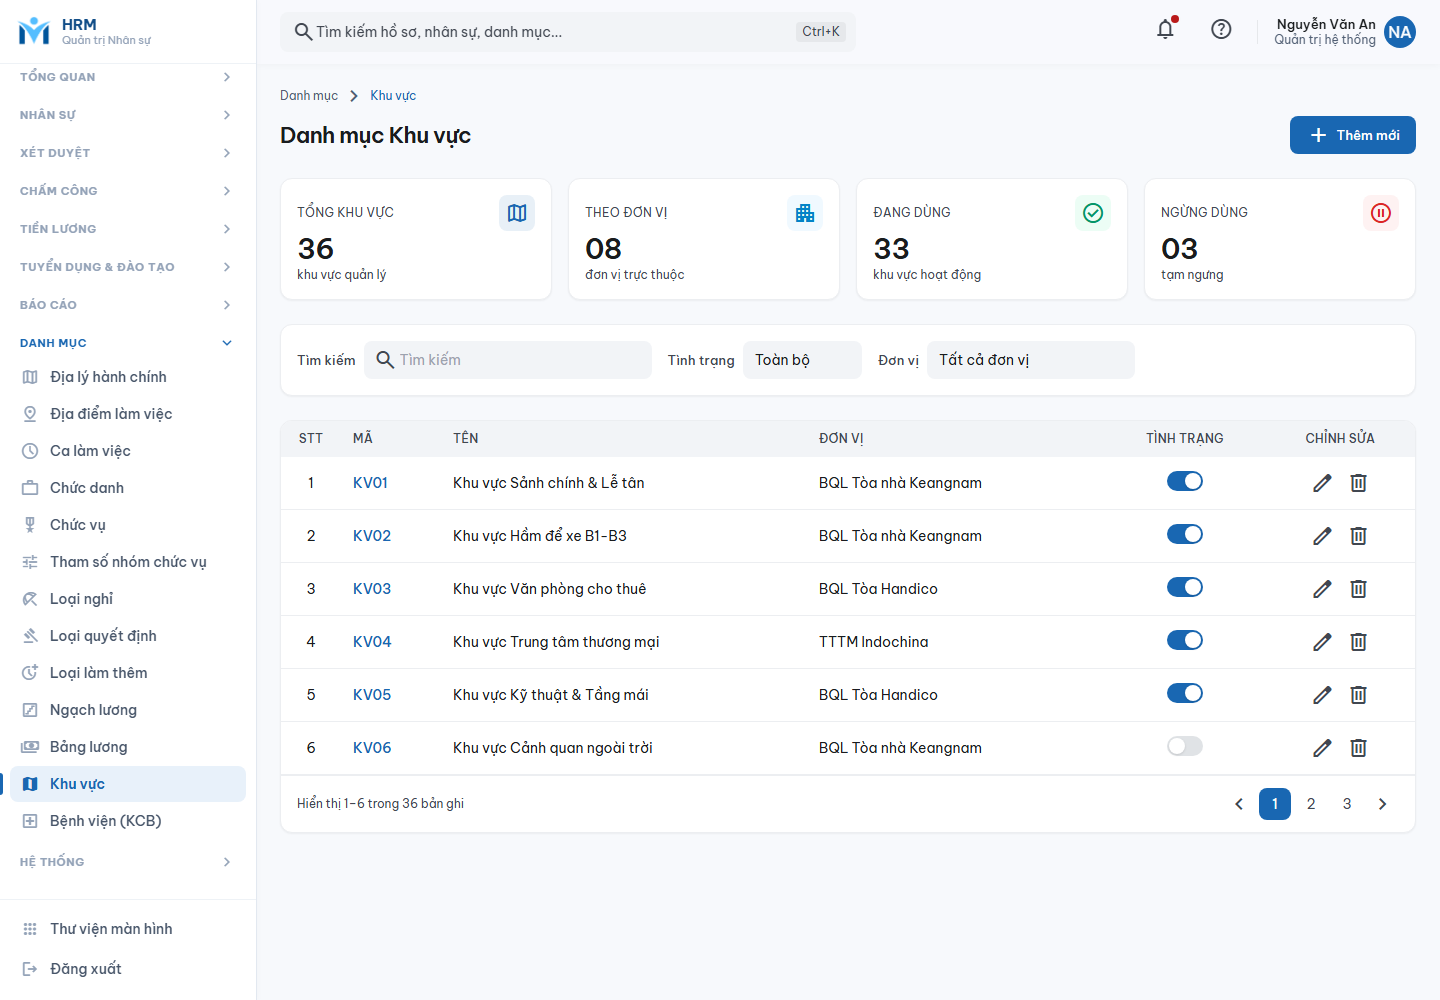 HRM
Quản trị Nhân sự
TỔNG QUAN
NHÂN SỰ
XÉT DUYỆT
CHẤM CÔNG
TIỀN LƯƠNG
TUYỂN DỤNG & ĐÀO TẠO
BÁO CÁO
DANH MỤC
Địa lý hành chính
Địa điểm làm việc
Ca làm việc
Chức danh
Chức vụ
Tham số nhóm chức vụ
Loại nghỉ
Loại quyết định
Loại làm thêm
Ngạch lương
Bảng lương
Khu vực
Bệnh viện (KCB)
HỆ THỐNG
Thư viện màn hình
Đăng xuất
Tìm kiếm hồ sơ, nhân sự, danh mục... Ctrl+K
Nguyễn Văn An
Quản trị hệ thống
NA
Danh mục Khu vực
Danh mục Khu vực
Thêm mới
TỔNG KHU VỰC
36
khu vực quản lý
THEO ĐƠN VỊ
08
đơn vị trực thuộc
ĐANG DÙNG
33
khu vực hoạt động
NGỪNG DÙNG
03
tạm ngưng
Tìm kiếm Tìm kiếm Tình trạng Toàn bộ Đơn vị Tất cả đơn vị
STT MÃ TÊN ĐƠN VỊ TÌNH TRẠNG CHỈNH SỬA
1 KV01 Khu vực Sảnh chính & Lễ tân BQL Tòa nhà Keangnam
2 KV02 Khu vực Hầm để xe B1-B3 BQL Tòa nhà Keangnam
3 KV03 Khu vực Văn phòng cho thuê BQL Tòa Handico
4 KV04 Khu vực Trung tâm thương mại TTTM Indochina
5 KV05 Khu vực Kỹ thuật & Tầng mái BQL Tòa Handico
6 KV06 Khu vực Cảnh quan ngoài trời BQL Tòa nhà Keangnam
Hiển thị 1–6 trong 36 bản ghi 1 2 3